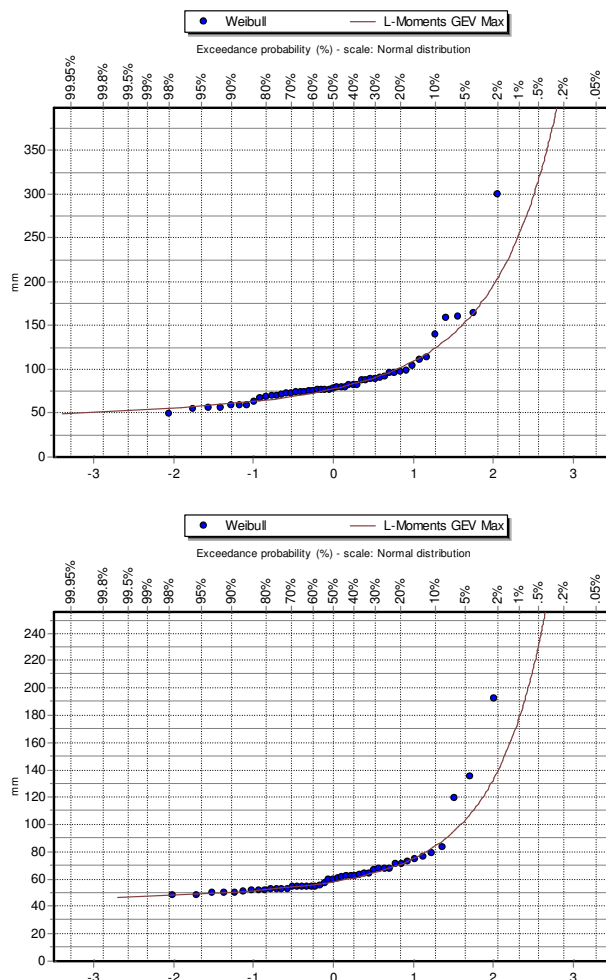 Weibull L-Moments GEV Max
Exceedance probability (%) - scale: Normal distribution
99.95% 99.8% 99.5% 99% 98% 95% 90% 80% 70% 60% 50% 40% 30% 20% 10% 5% 2% 1% .5% .2% .05%
350
300
250
mm
200
150
100
50
0
-3 -2 -1 0 1 2 3
Weibull L-Moments GEV Max
Exceedance probability (%) - scale: Normal distribution
99.95% 99.8% 99.5% 99% 98% 95% 90% 80% 70% 60% 50% 40% 30% 20% 10% 5% 2% 1% .5% .2% .05%
240
220
200
180
160
140
mm
120
100
80
60
40
20
0
-3 -2 -1 0 1 2 3